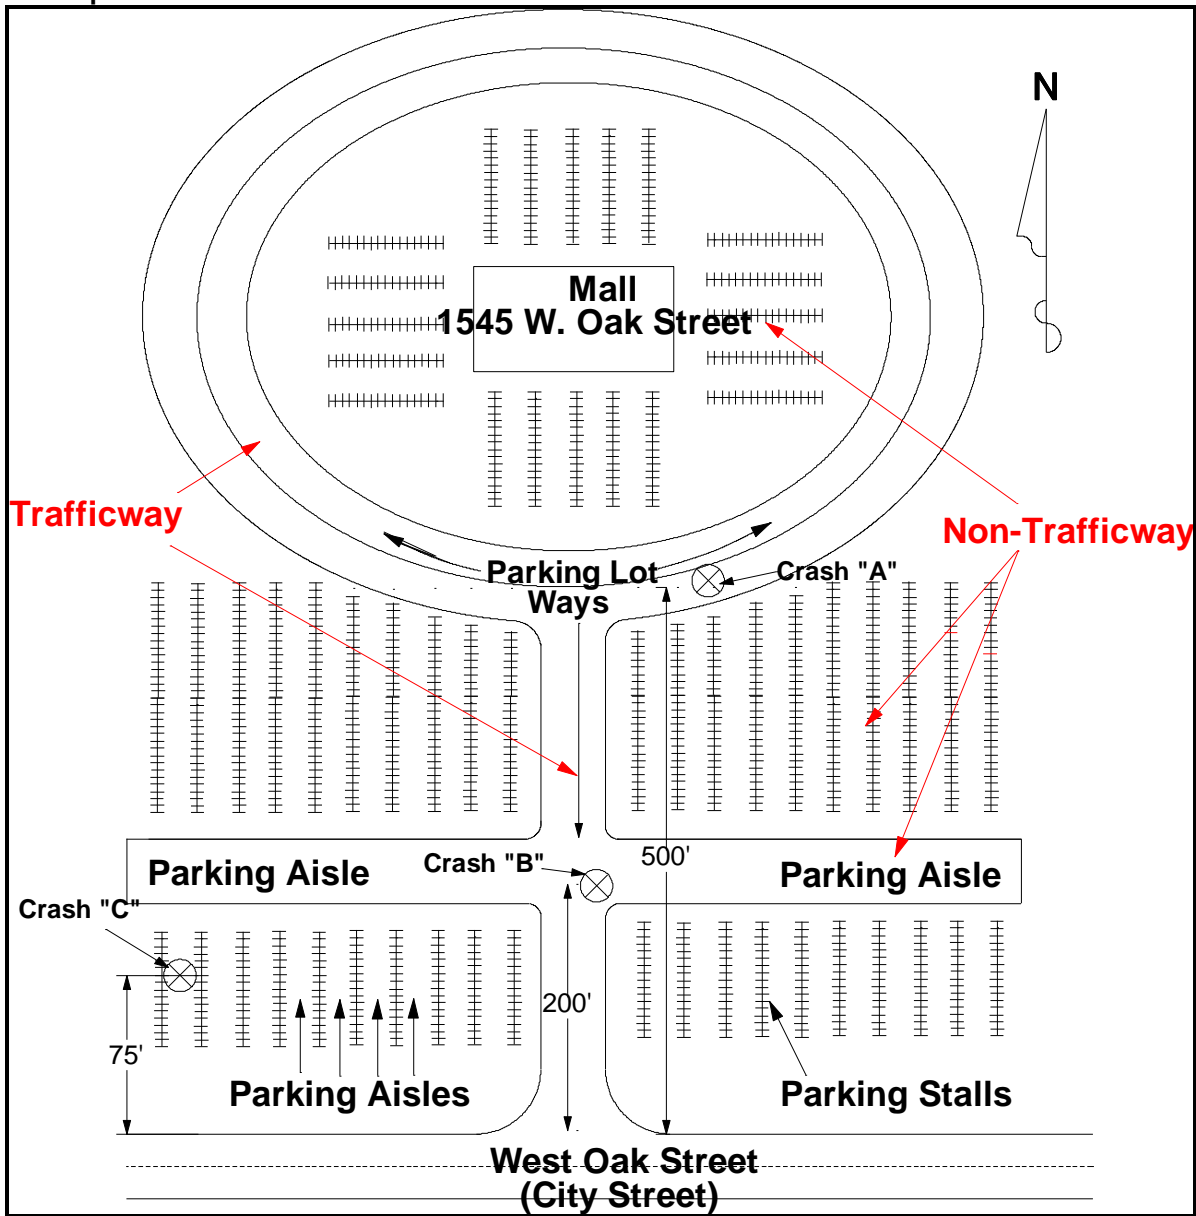 N
Mall
1545 W. Oak Street
Trafficway
Non-Trafficway
Parking Lot
Ways
Crash "A"
Parking Aisle
Crash "B"
500'
Parking Aisle
Crash "C"
200'
75'
Parking Aisles
Parking Stalls
West Oak Street
(City Street)